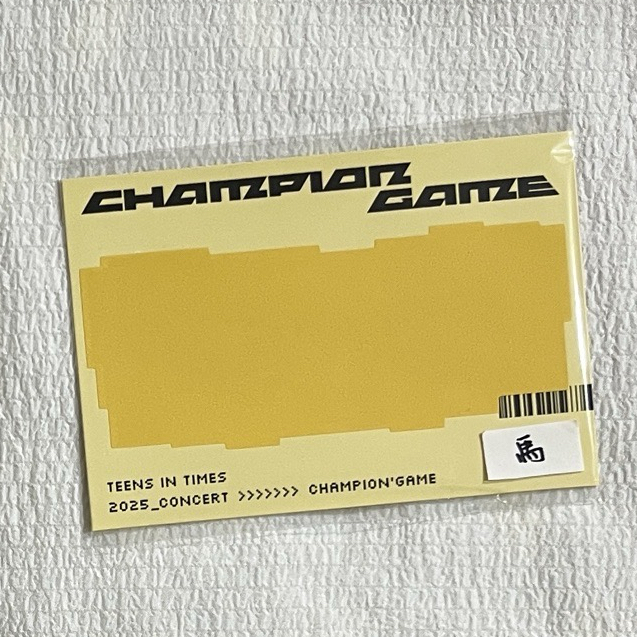 CHAMPION
GAME
馬
TEENS IN TIMES
2025_CONCERT >>>>>>> CHAMPION'GAME